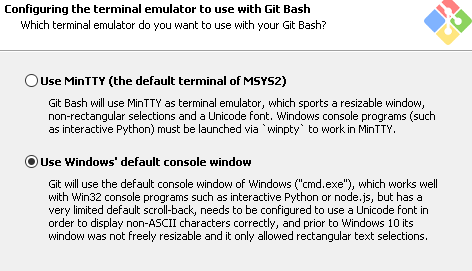 Configuring the terminal emulator to use with Git Bash
Which terminal emulator do you want to use with your Git Bash?
Use MinTTY (the default terminal of MSYS2)
Git Bash will use MinTTY as terminal emulator, which sports a resizable window,
non-rectangular selections and a Unicode font. Windows console programs (such
as interactive Python) must be launched via `winpty` to work in MinTTY.
Use Windows' default console window
Git will use the default console window of Windows ("cmd.exe"), which works well
with Win32 console programs such as interactive Python or node.js, but has a
very limited default scroll-back, needs to be configured to use a Unicode font in
order to display non-ASCII characters correctly, and prior to Windows 10 its
window was not freely resizable and it only allowed rectangular text selections.